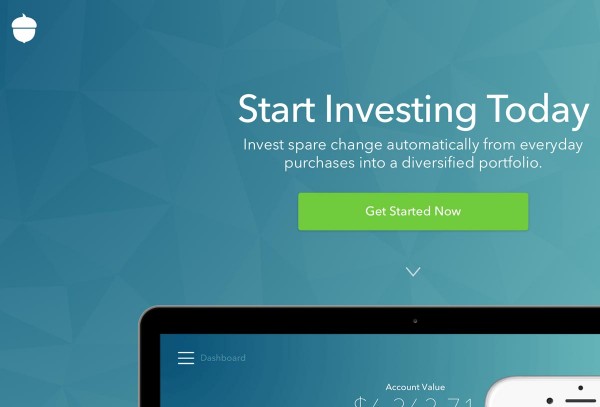 Start Investing Today
Invest spare change automatically from everyday
purchases into a diversified portfolio.
Get Started Now
Dashboard
Account Value